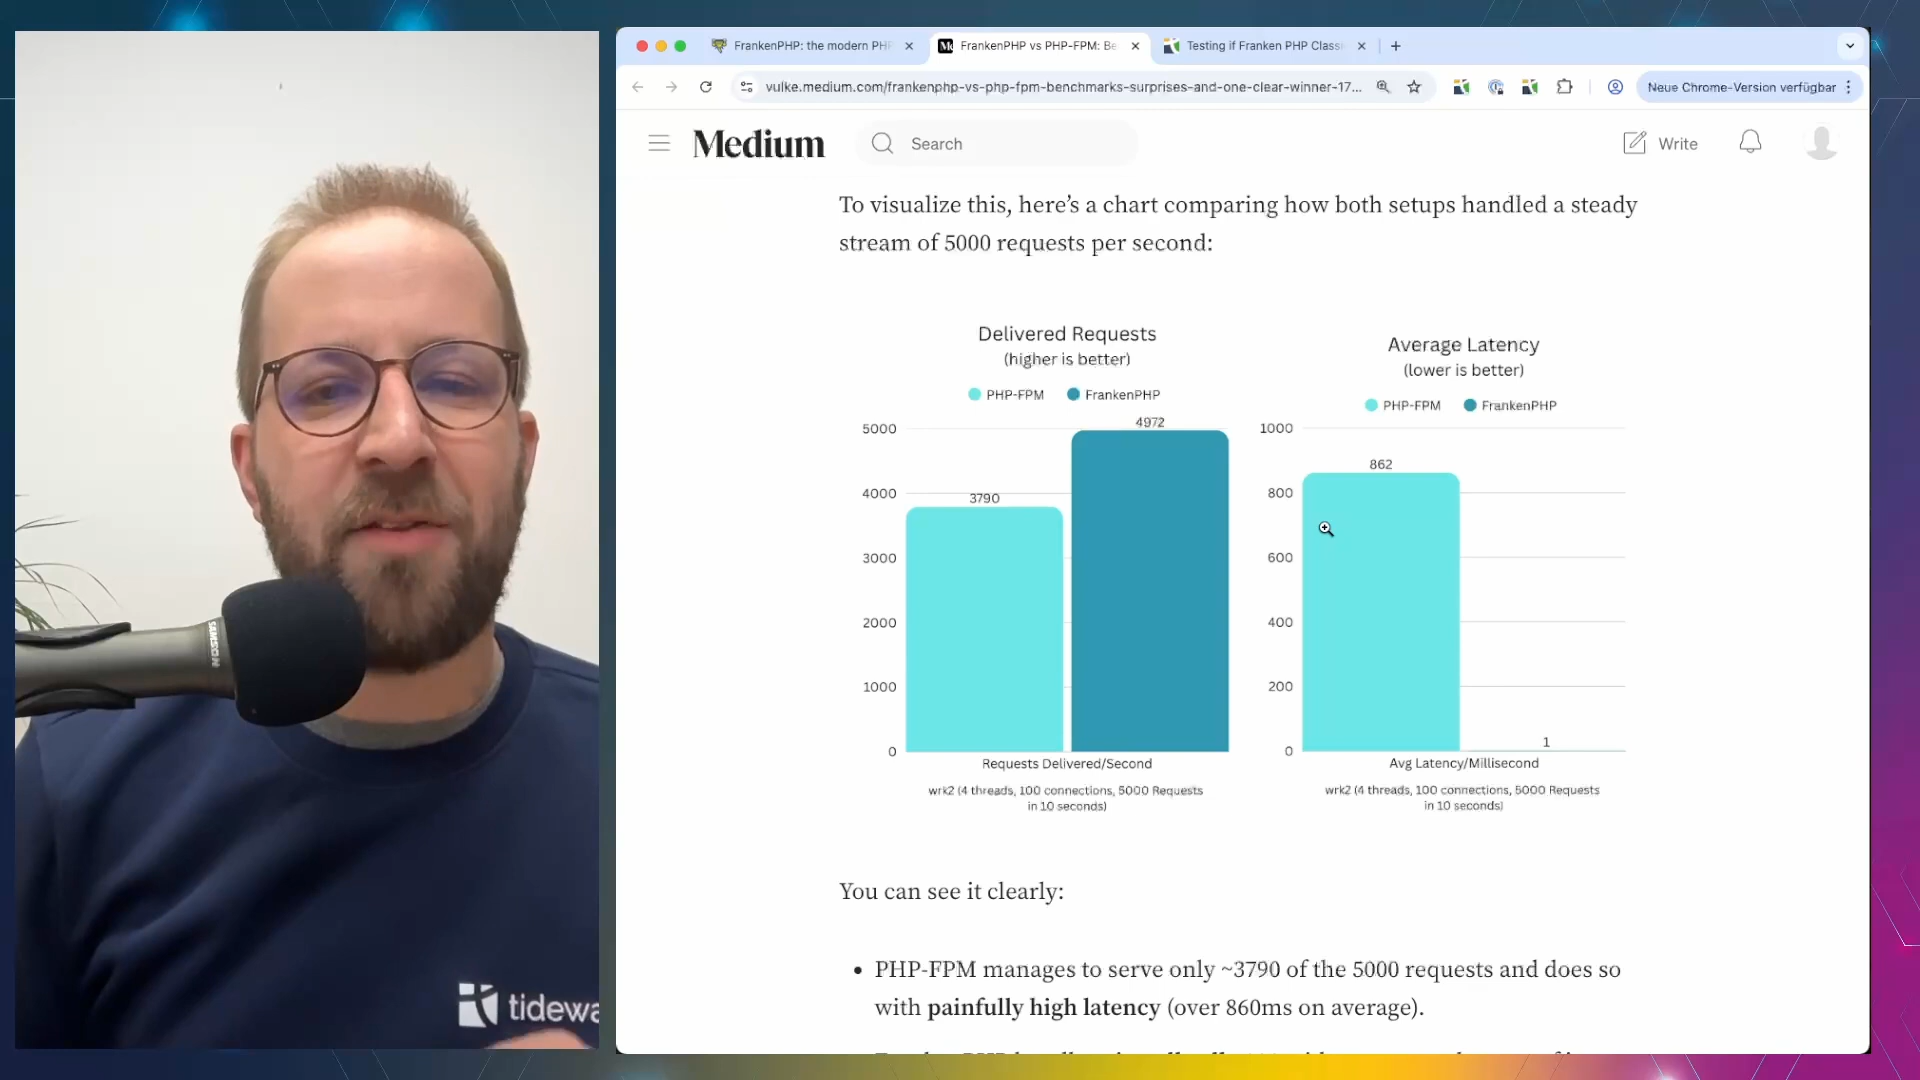 FrankenPHP: the modern PH
FrankenPHP vs PHP-FPM: Be
Testing if Franken PHP Classi
vulke.medium.com/frankenphp-vs-php-fpm-benchmarks-surprises-and-one-clear-winner-17...
Neue Chrome-Version verfügbar
Medium
Search
Write
To visualize this, here’s a chart comparing how both setups handled a steady
stream of 5000 requests per second:
Delivered Requests
(higher is better)
PHP-FPM FrankenPHP
4972
5000
4000
3790
3000
2000
1000
0
Requests Delivered/Second
wrk2 (4 threads, 100 connections, 5000 Requests
in 10 seconds)
Average Latency
(lower is better)
PHP-FPM FrankenPHP
1000
862
800
600
400
200
1
0
Avg Latency/Millisecond
wrk2 (4 threads, 100 connections, 5000 Requests
in 10 seconds)
You can see it clearly:
• PHP-FPM manages to serve only ~3790 of the 5000 requests and does so
with painfully high latency (over 860ms on average).
SAMSON
tidewa